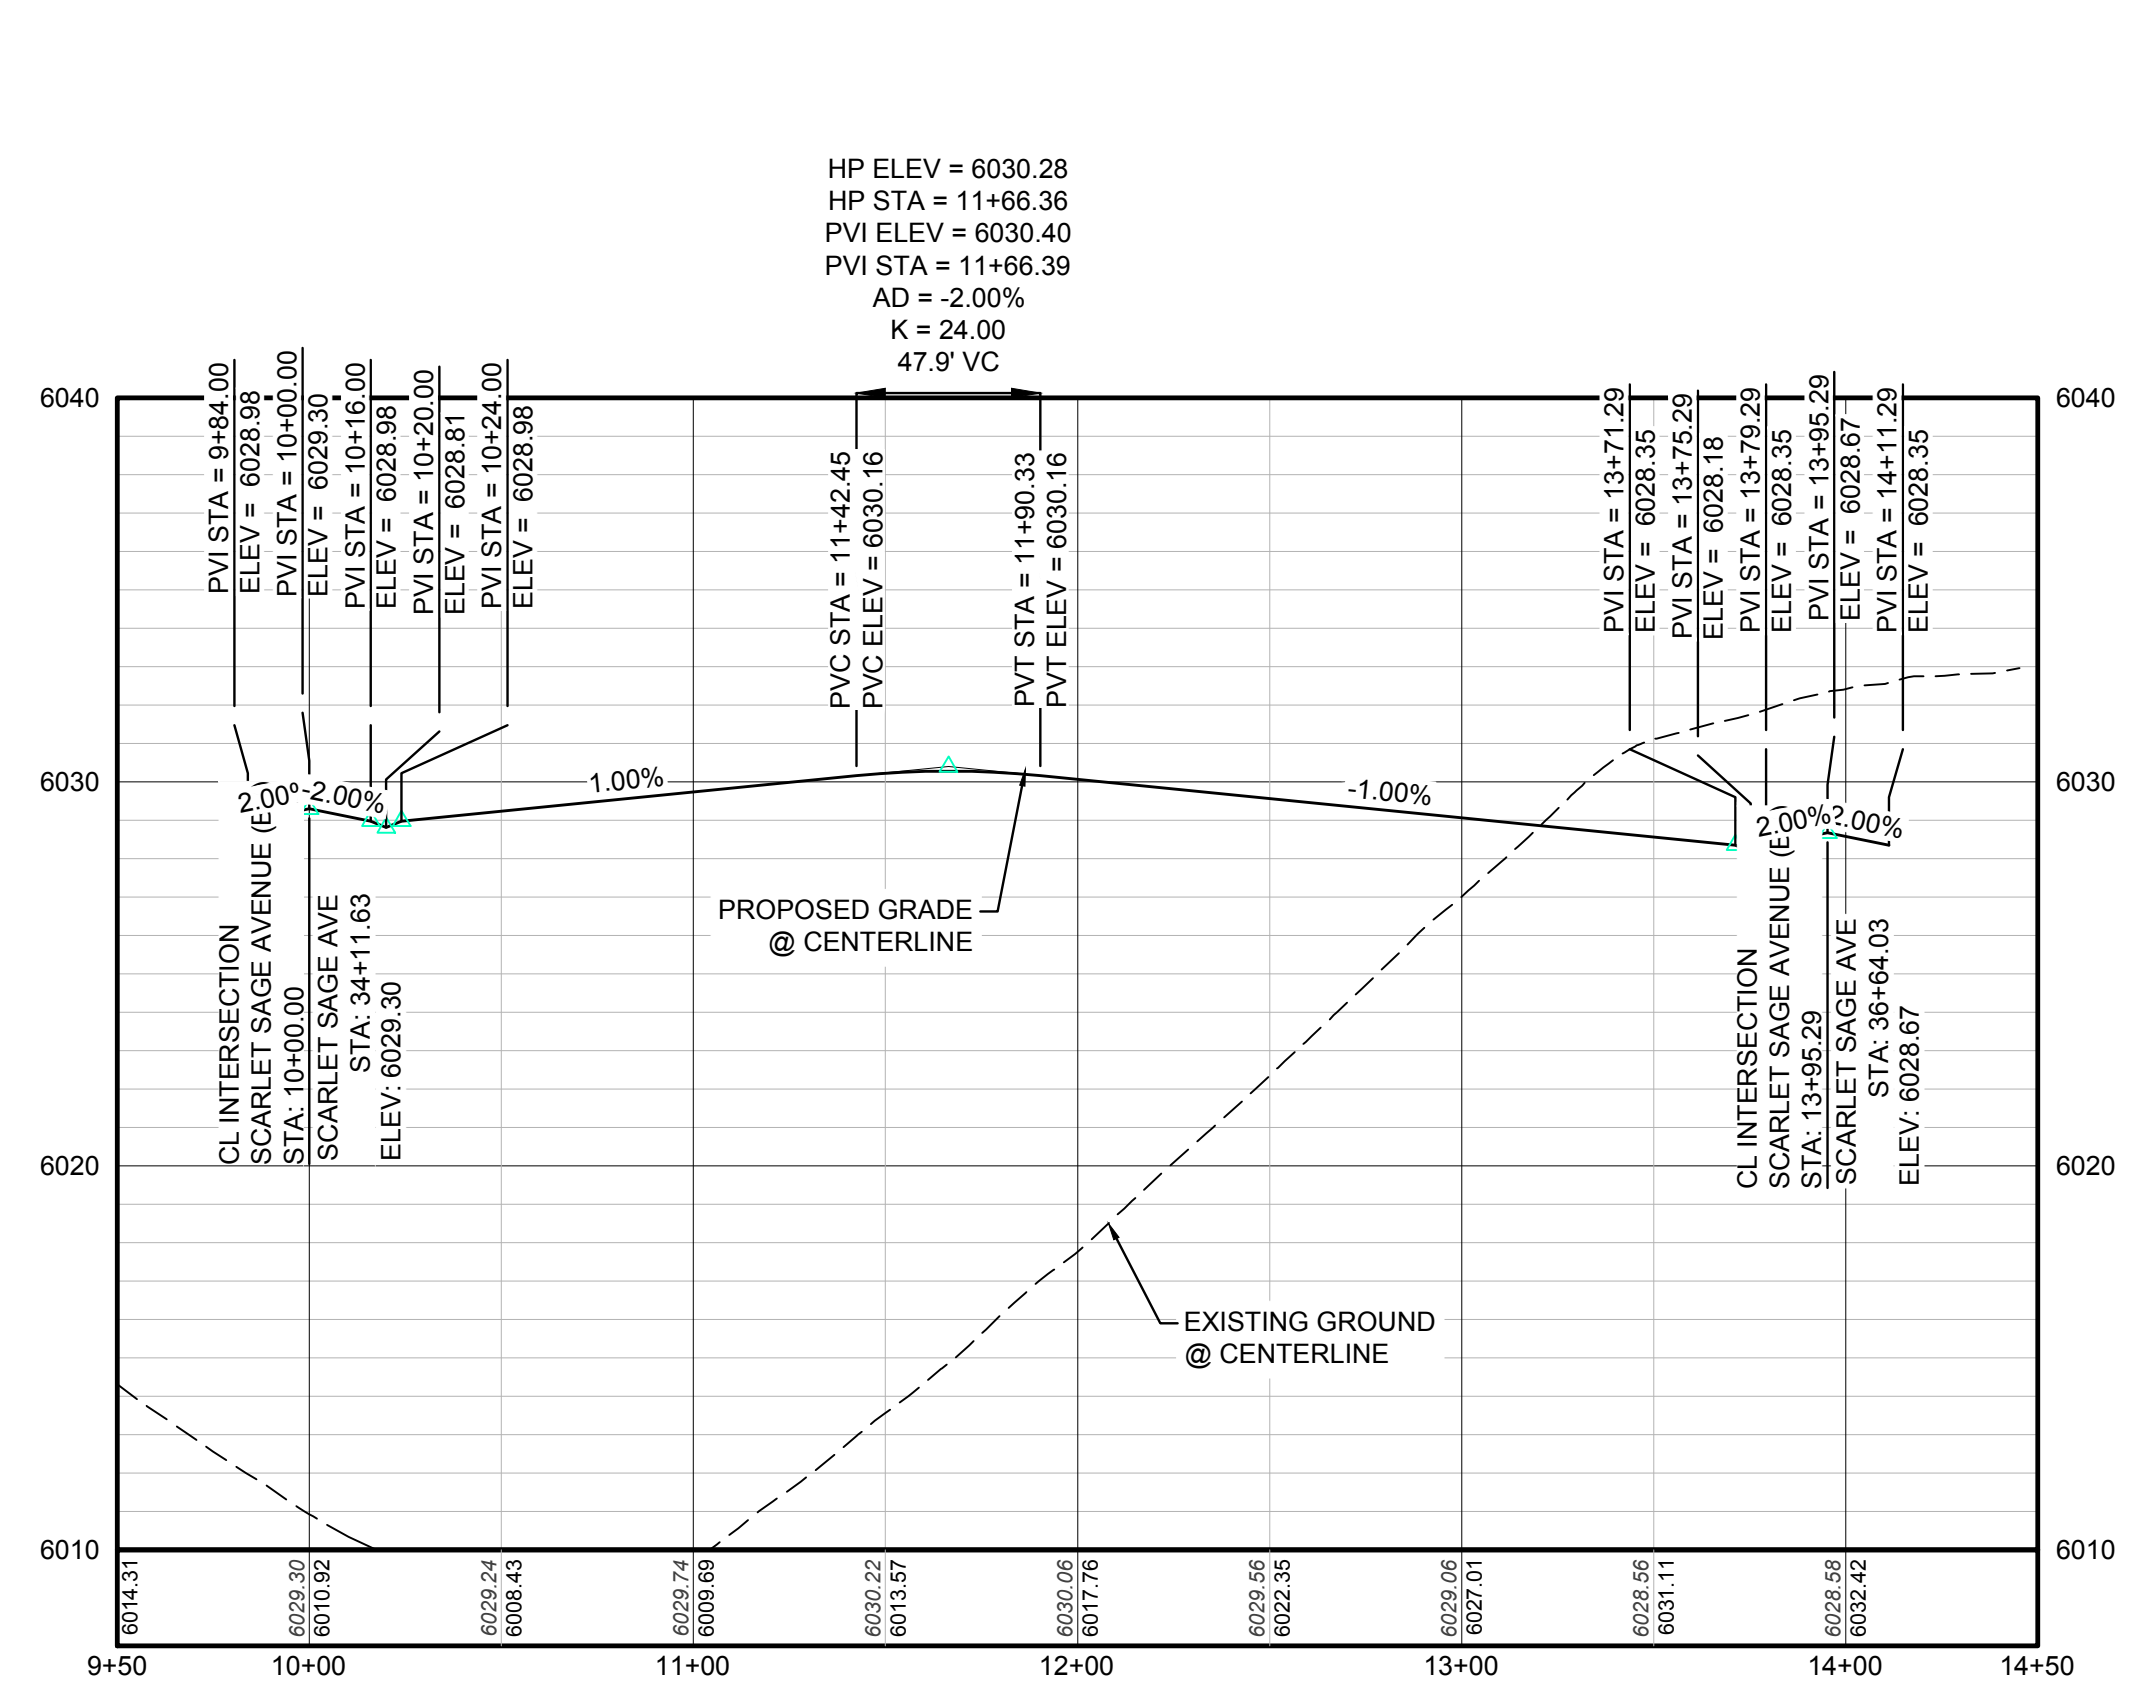 HP ELEV = 6030.28
HP STA = 11+66.36
PVI ELEV = 6030.40
PVI STA = 11+66.39
AD = -2.00%
K = 24.00
47.9' VC
6040
6040
PVI STA = 9+84.00
ELEV = 6028.98
PVI STA = 10+00.00
ELEV = 6029.30
PVI STA = 10+16.00
ELEV = 6028.98
PVI STA = 10+20.00
ELEV = 6028.81
PVI STA = 10+24.00
ELEV = 6028.98
PVC STA = 11+42.45
PVC ELEV = 6030.16
PVT STA = 11+90.33
PVT ELEV = 6030.16
PVI STA = 13+71.29
ELEV = 6028.35
PVI STA = 13+75.29
ELEV = 6028.18
PVI STA = 13+79.29
ELEV = 6028.35
PVI STA = 13+95.29
ELEV = 6028.67
PVI STA = 14+11.29
ELEV = 6028.35
6030
6030
-2.00%
1.00%
-1.00%
2.00%
PROPOSED GRADE
@ CENTERLINE
CL INTERSECTION
SCARLET SAGE AVENUE
STA: 10+00.00
SCARLET SAGE AVE
STA: 34+11.63
ELEV: 6029.30
CL INTERSECTION
SCARLET SAGE AVENUE
STA: 13+95.29
SCARLET SAGE AVE
STA: 36+64.03
ELEV: 6028.67
6020
6020
EXISTING GROUND
@ CENTERLINE
6010
6010
6014.31
6029.30
6010.92
6029.24
6008.43
6029.74
6009.69
6030.22
6013.57
6030.06
6017.76
6029.56
6022.35
6029.06
6027.01
6028.56
6031.11
6028.58
6032.42
9+50
10+00
11+00
12+00
13+00
14+00
14+50